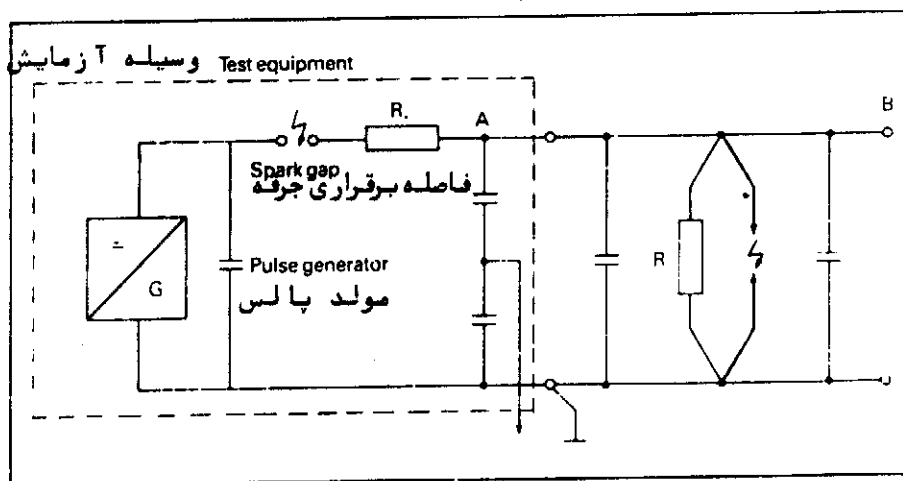 وسیله آزمایش Test equipment
R.
A
B
Spark gap
فاصله برقراری جرقه
R
G
Pulse generator
مولد پالس